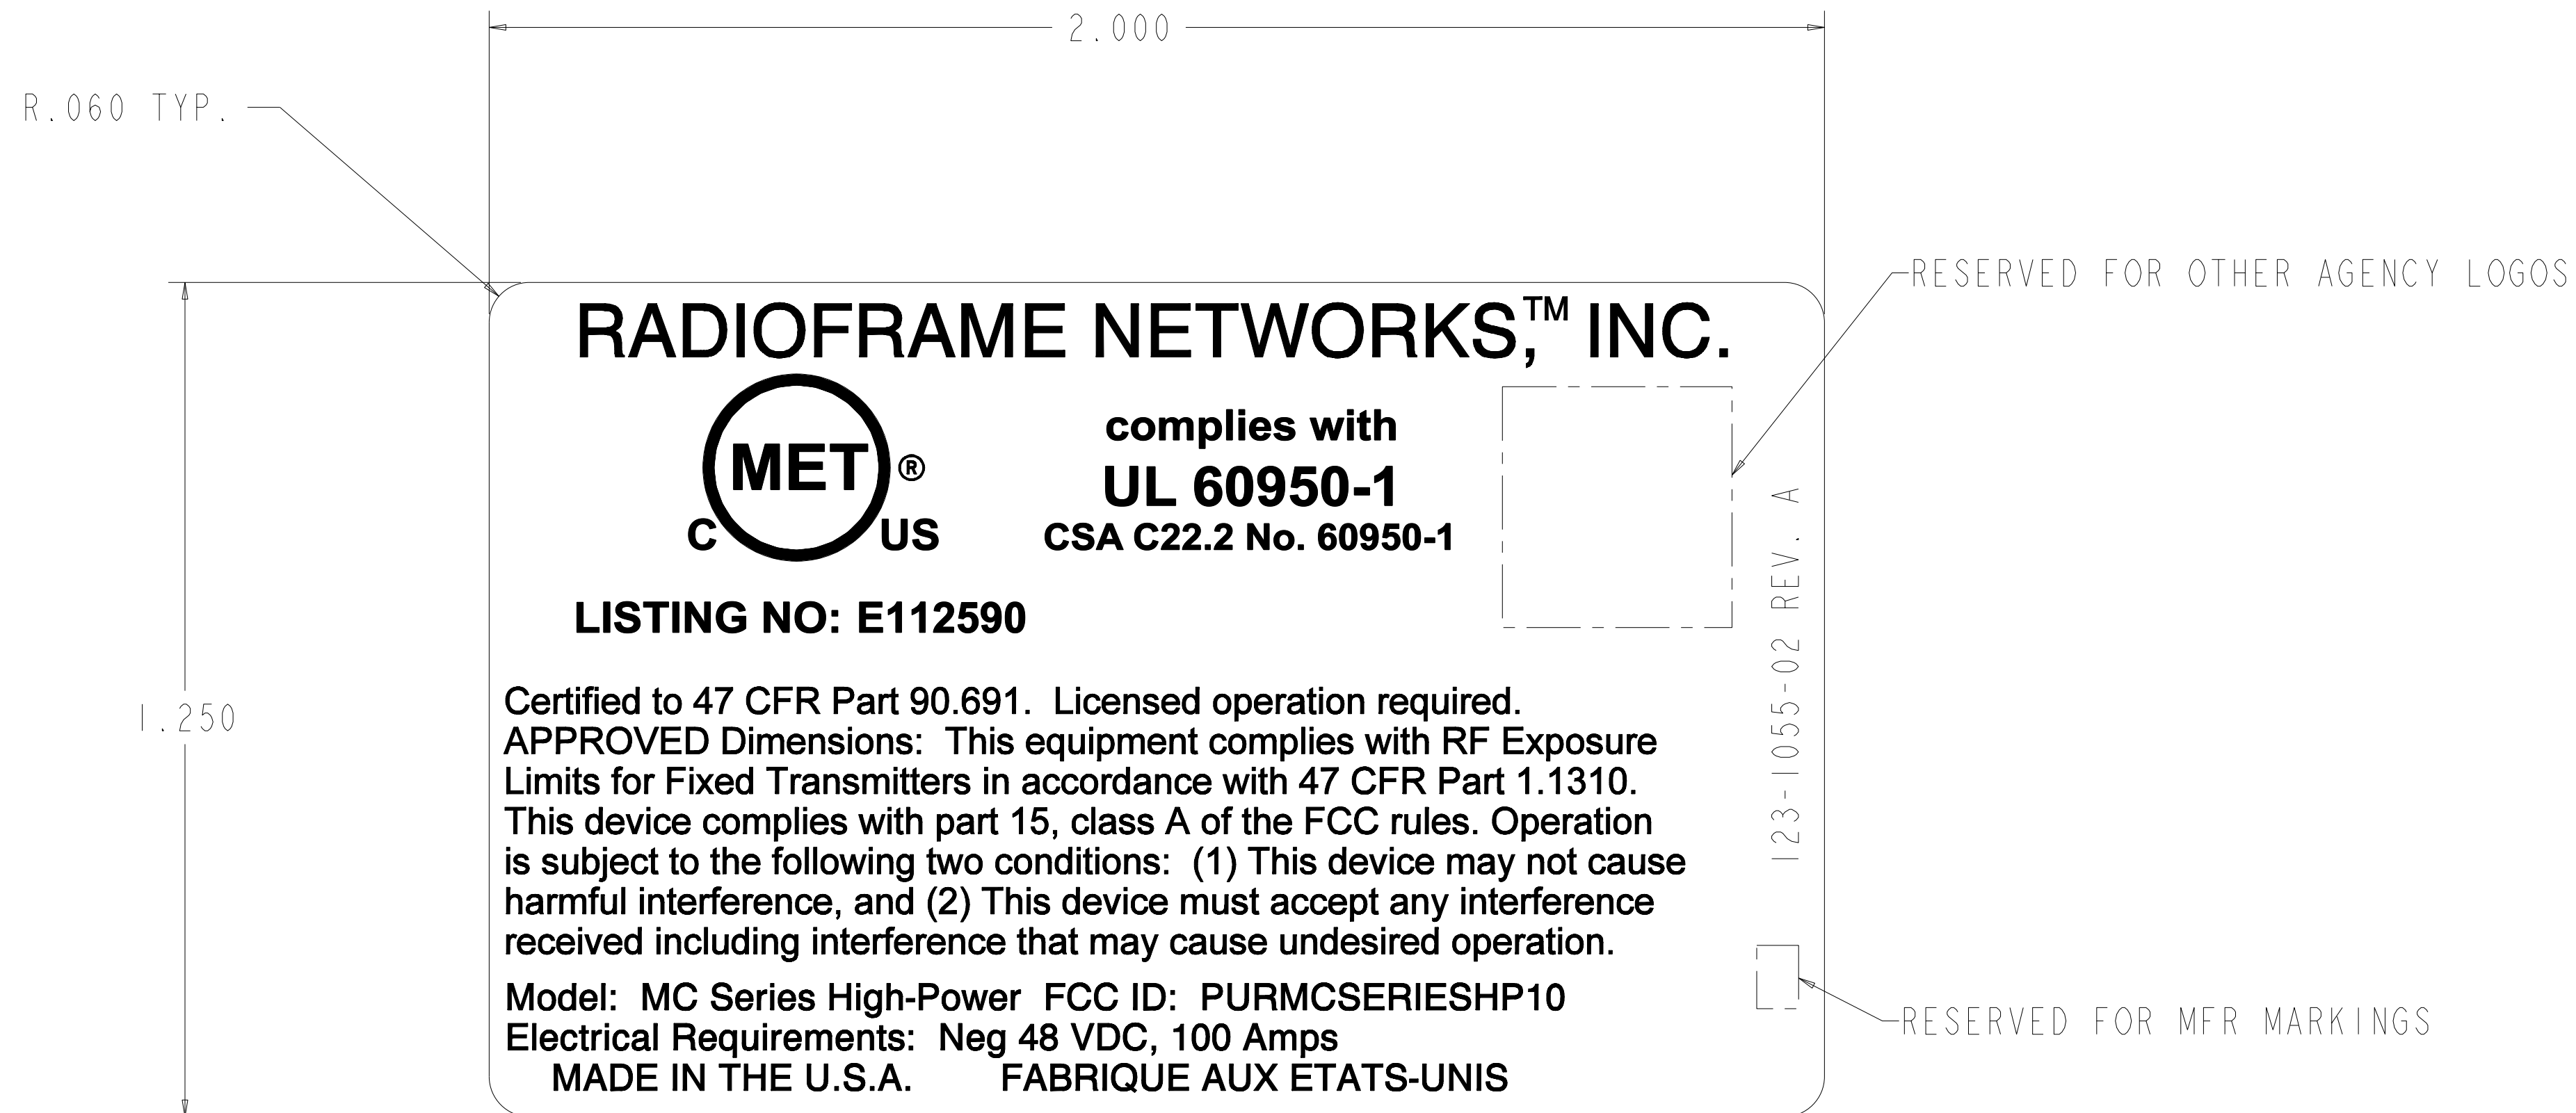 2.000
R.060 TYP.
RESERVED FOR OTHER AGENCY LOGOS
RADIOFRAME NETWORKS,™ INC.
MET ®
C US
complies with
UL 60950-1
CSA C22.2 No. 60950-1
LISTING NO: E112590
123-1055-02 REV. A
1.250
Certified to 47 CFR Part 90.691.  Licensed operation required.
APPROVED Dimensions:  This equipment complies with RF Exposure
Limits for Fixed Transmitters in accordance with 47 CFR Part 1.1310.
This device complies with part 15, class A of the FCC rules. Operation
is subject to the following two conditions:  (1) This device may not cause
harmful interference, and (2) This device must accept any interference
received including interference that may cause undesired operation.
Model:  MC Series High-Power  FCC ID:  PURMCSERIESHP10
Electrical Requirements:  Neg 48 VDC, 100 Amps
MADE IN THE U.S.A.  FABRIQUE AUX ETATS-UNIS
RESERVED FOR MFR MARKINGS